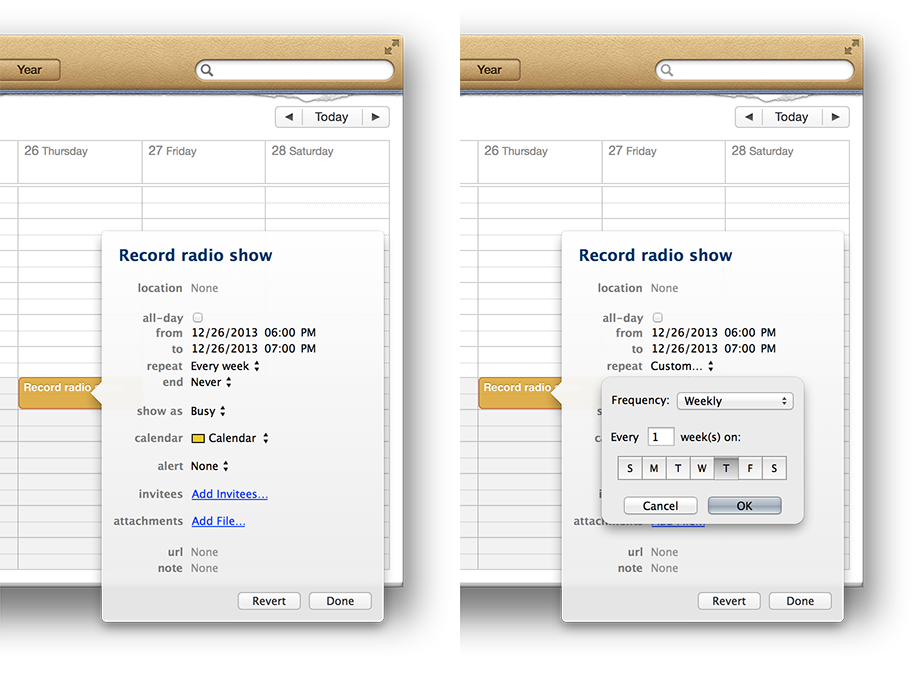 Year
Today
26 Thursday
27 Friday
28 Saturday
Record radio
Record radio show
location None
all-day
from 12/26/2013 06:00 PM
to 12/26/2013 07:00 PM
repeat Every week
end Never
show as Busy
calendar Calendar
alert None
invitees Add Invitees...
attachments Add File...
url None
note None
Revert
Done
Year
Today
26 Thursday
27 Friday
28 Saturday
Record radio
Record radio show
location None
all-day
from 12/26/2013 06:00 PM
to 12/26/2013 07:00 PM
repeat Custom...
Frequency: Weekly
Every 1 week(s) on:
S M T W T F S
Cancel
OK
url None
note None
Revert
Done